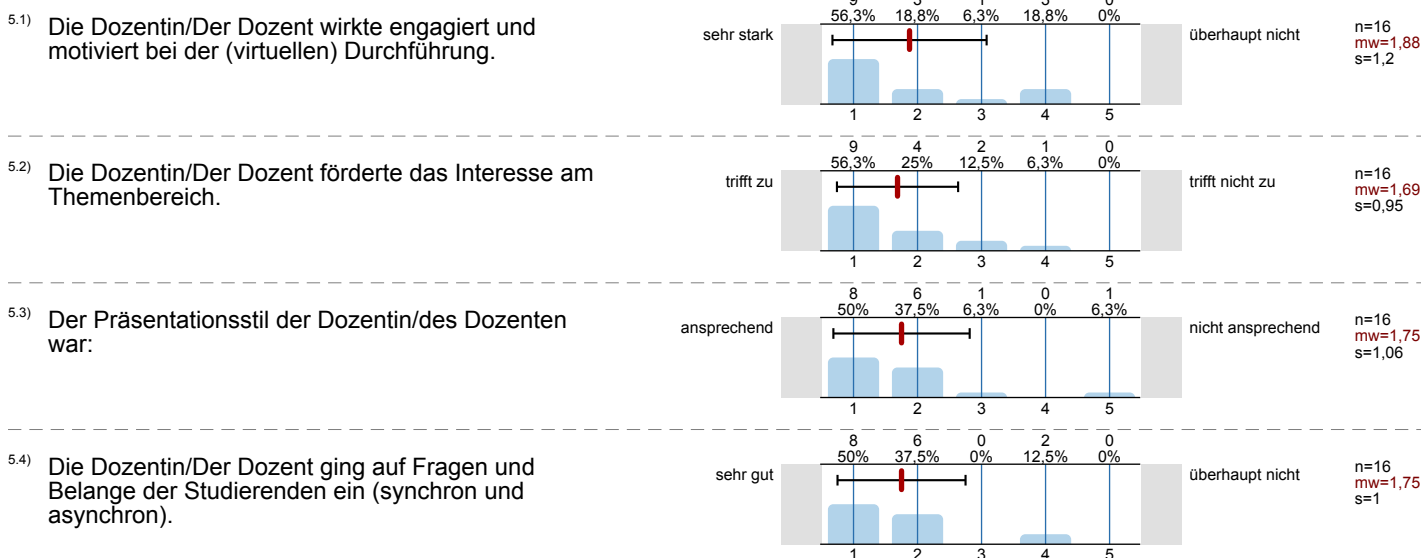 9 3 1 3 0
5.1) Die Dozentin/Der Dozent wirkte engagiert und
motiviert bei der (virtuellen) Durchführung.
sehr stark
56,3% 18,8% 6,3% 18,8% 0%
1 2 3 4 5
überhaupt nicht
n=16
mw=1,88
s=1,2
5.2) Die Dozentin/Der Dozent förderte das Interesse am
Themenbereich.
trifft zu
9 4 2 1 0
56,3% 25% 12,5% 6,3% 0%
1 2 3 4 5
trifft nicht zu
n=16
mw=1,69
s=0,95
5.3) Der Präsentationsstil der Dozentin/des Dozenten
war:
ansprechend
8 6 1 0 1
50% 37,5% 6,3% 0% 6,3%
1 2 3 4 5
nicht ansprechend
n=16
mw=1,75
s=1,06
5.4) Die Dozentin/Der Dozent ging auf Fragen und
Belange der Studierenden ein (synchron und
asynchron).
sehr gut
8 6 0 2 0
50% 37,5% 0% 12,5% 0%
1 2 3 4 5
überhaupt nicht
n=16
mw=1,75
s=1